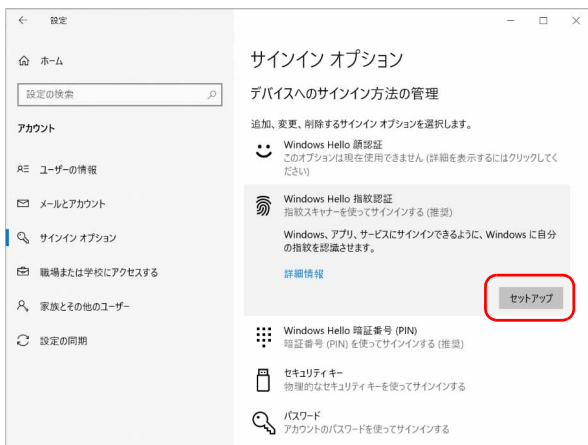 設定
ホーム
設定の検索
アカウント
ユーザーの情報
メールとアカウント
サインイン オプション
職場または学校にアクセスする
家族とその他のユーザー
設定の同期
サインイン オプション
デバイスへのサインイン方法の管理
追加、変更、削除するサインイン オプションを選択します。
Windows Hello 顔認証
このオプションは現在使用できません (詳細を表示するにはクリックしてく
ださい)
Windows Hello 指紋認証
指紋スキャナーを使ってサインインする (推奨)
Windows、アプリ、サービスにサインインできるように、Windows に自分
の指紋を認識させます。
詳細情報
セットアップ
Windows Hello 暗証番号 (PIN)
暗証番号 (PIN) を使ってサインインする (推奨)
セキュリティ キー
物理的なセキュリティ キーを使ってサインインする
パスワード
アカウントのパスワードを使ってサインインする